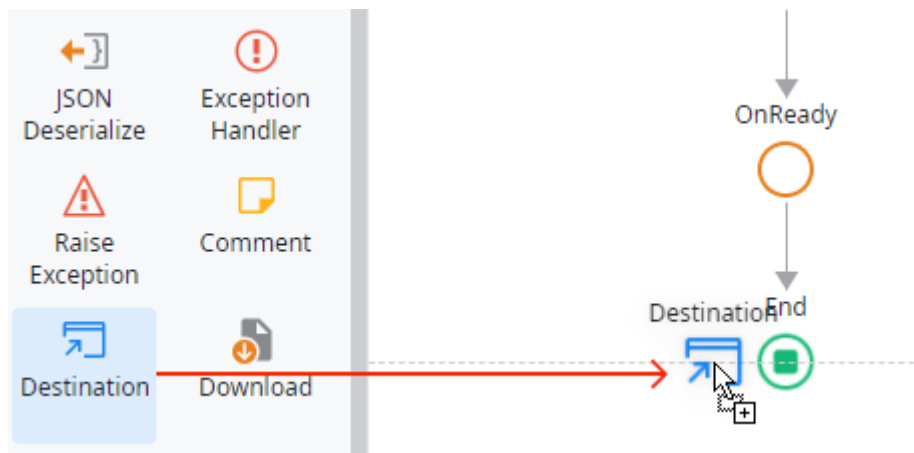 JSON
Deserialize
Exception
Handler
Raise
Exception
Comment
Destination
Download
OnReady
End
Destination